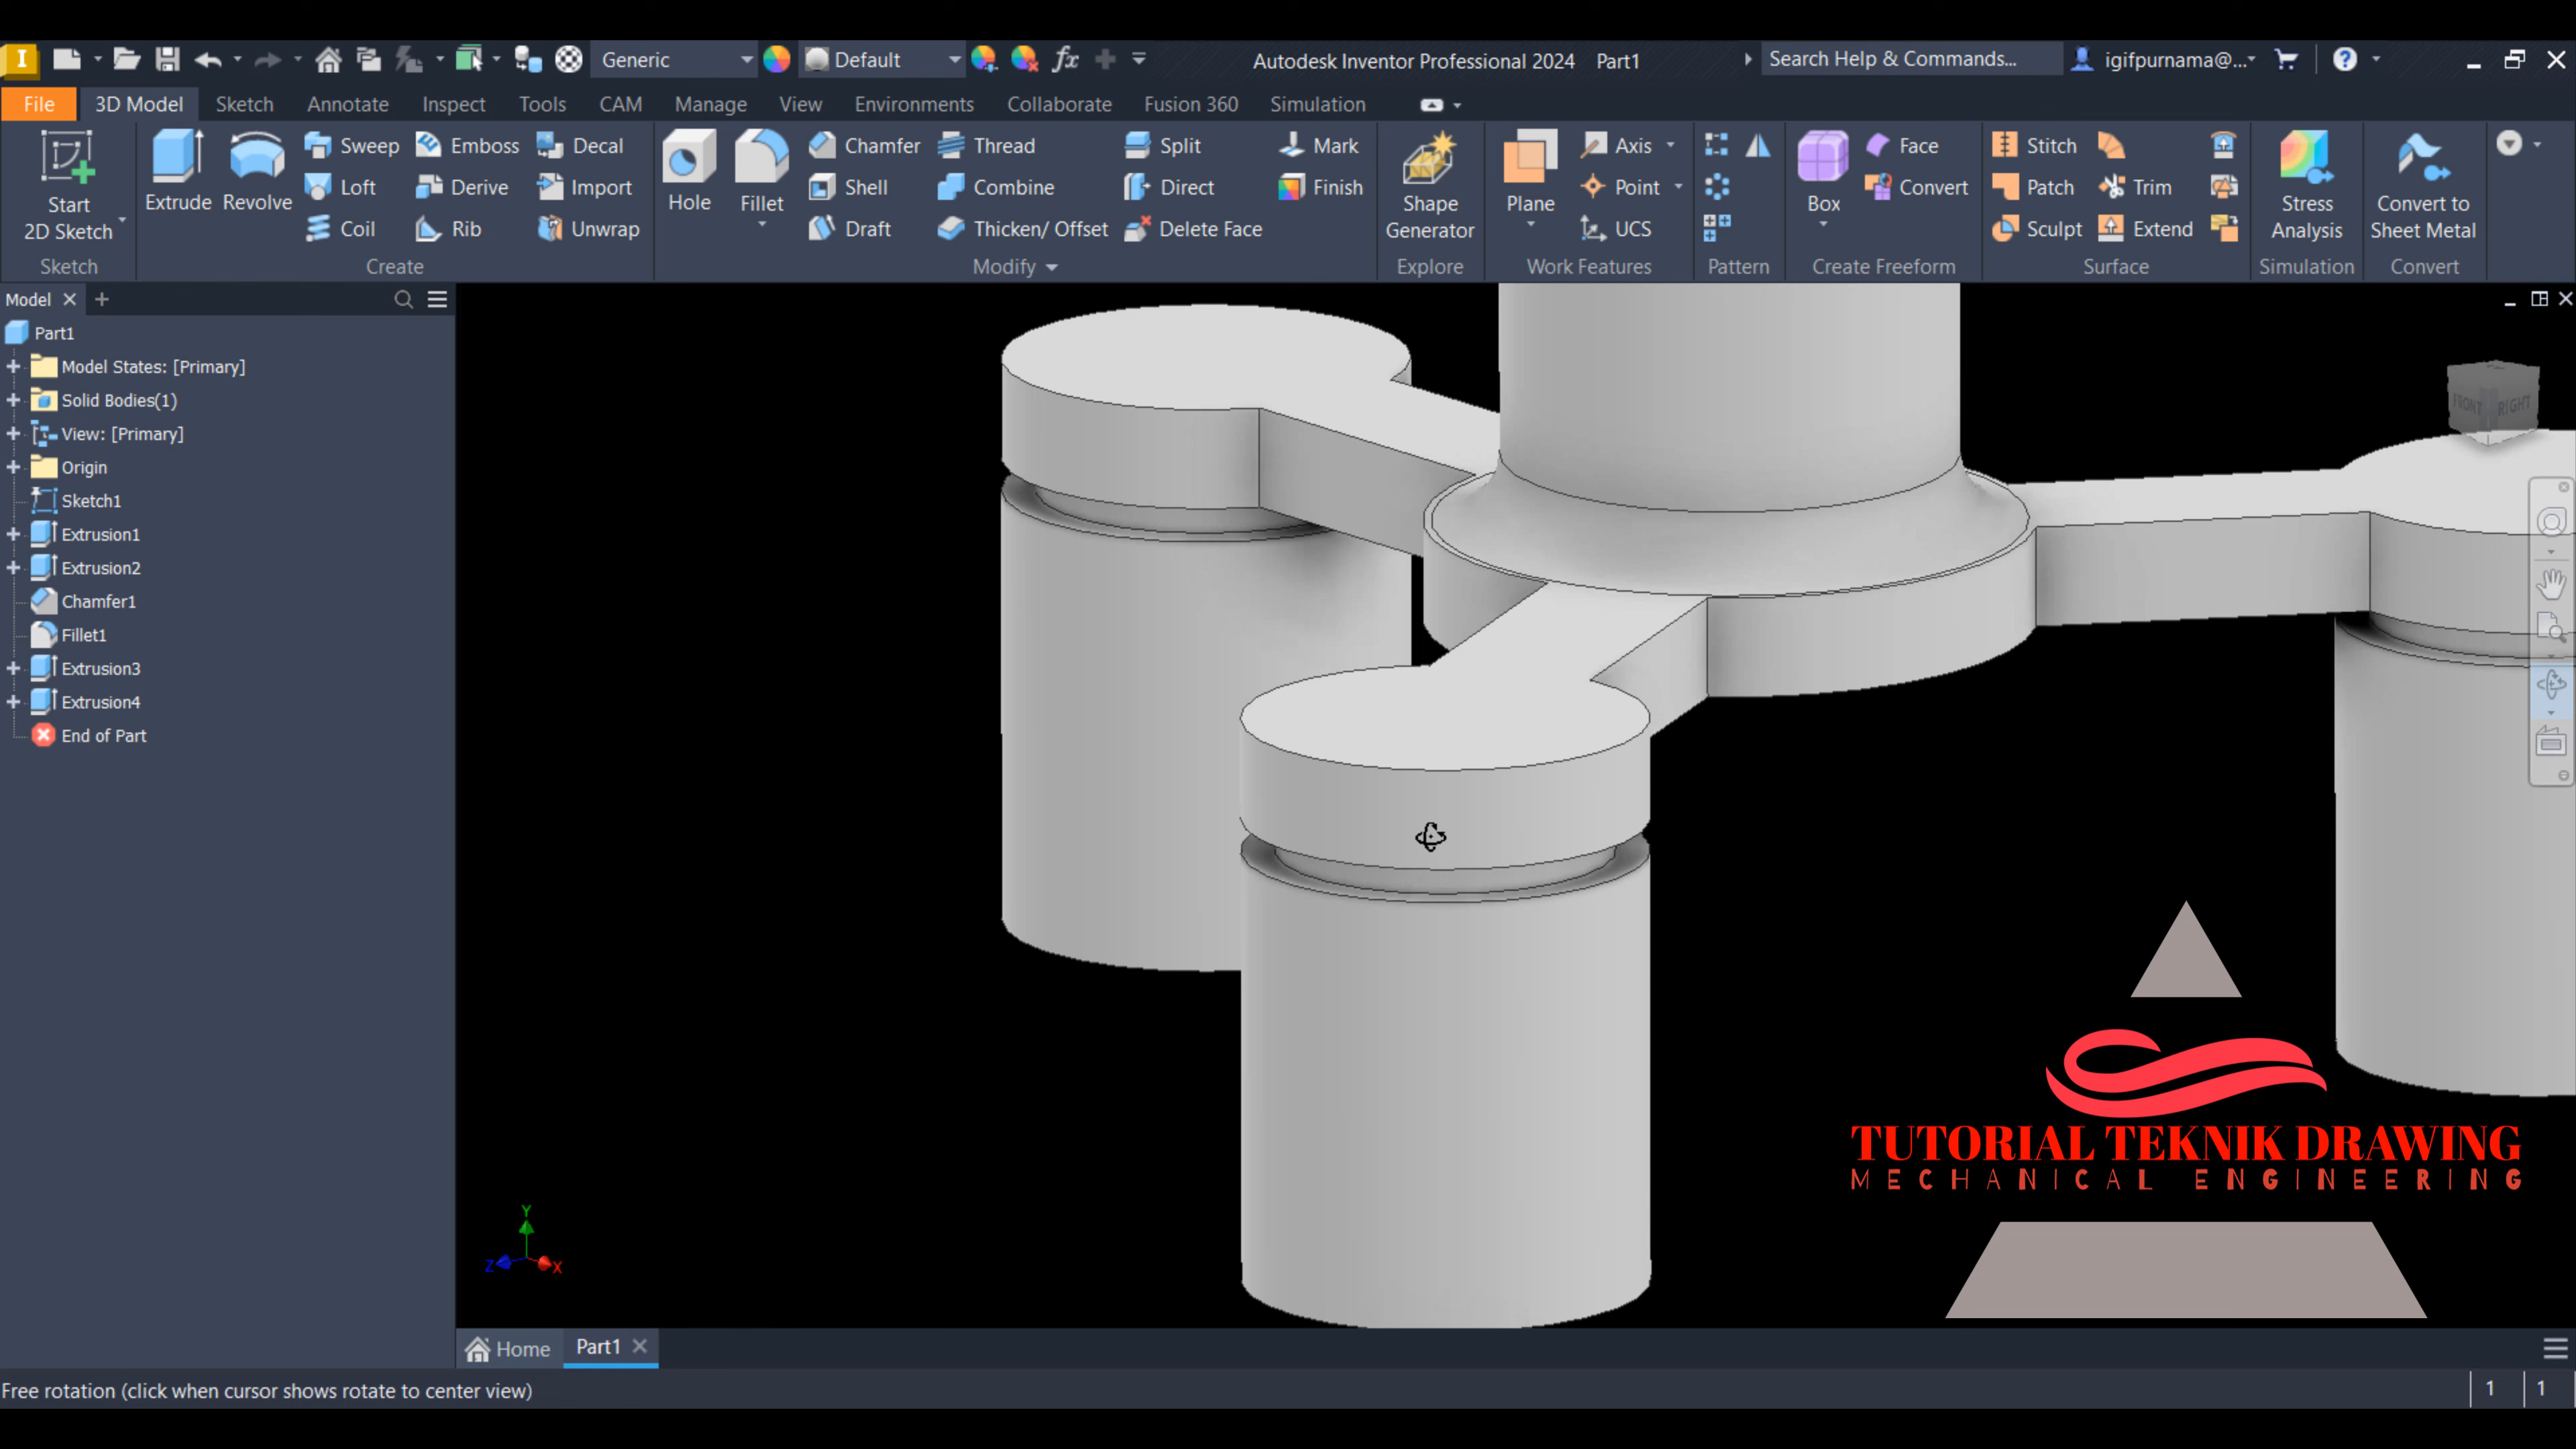 I Generic Default fx Autodesk Inventor Professional 2024 Part1 Search Help & Commands... igifpurnama@...
File 3D Model Sketch Annotate Inspect Tools CAM Manage View Environments Collaborate Fusion 360 Simulation
Sweep Emboss Decal Chamfer Thread Split Mark Axis Face Stitch
Start 2D Sketch Extrude Revolve Loft Derive Import Hole Fillet Shell Combine Direct Finish Shape Generator Plane Point Box Convert Patch Trim Stress Analysis Convert to Sheet Metal
Coil Rib Unwrap Draft Thicken/ Offset Delete Face UCS Sculpt Extend
Sketch Create Modify Explore Work Features Pattern Create Freeform Surface Simulation Convert
Model
Part1
Model States: [Primary]
Solid Bodies(1)
View: [Primary]
Origin
Sketch1
Extrusion1
Extrusion2
Chamfer1
Fillet1
Extrusion3
Extrusion4
End of Part
FRONT RIGHT
TUTORIAL TEKNIK DRAWING
MECHANICAL ENGINEERING
Y
Z X
Home Part1
Free rotation (click when cursor shows rotate to center view) 1 1